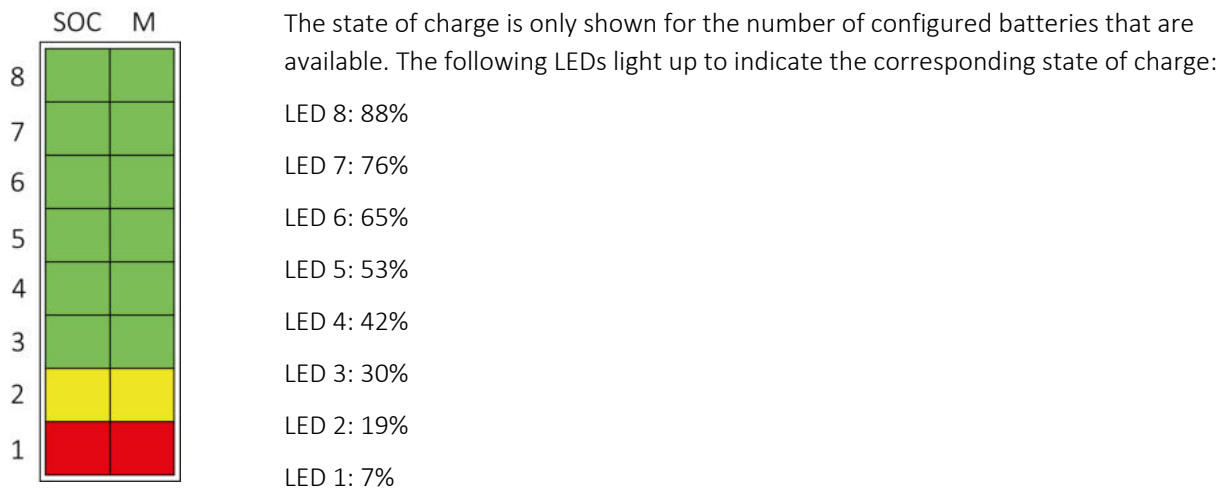 SOC M
8
7
6
5
4
3
2
1
The state of charge is only shown for the number of configured batteries that are
available. The following LEDs light up to indicate the corresponding state of charge:
LED 8: 88%
LED 7: 76%
LED 6: 65%
LED 5: 53%
LED 4: 42%
LED 3: 30%
LED 2: 19%
LED 1: 7%